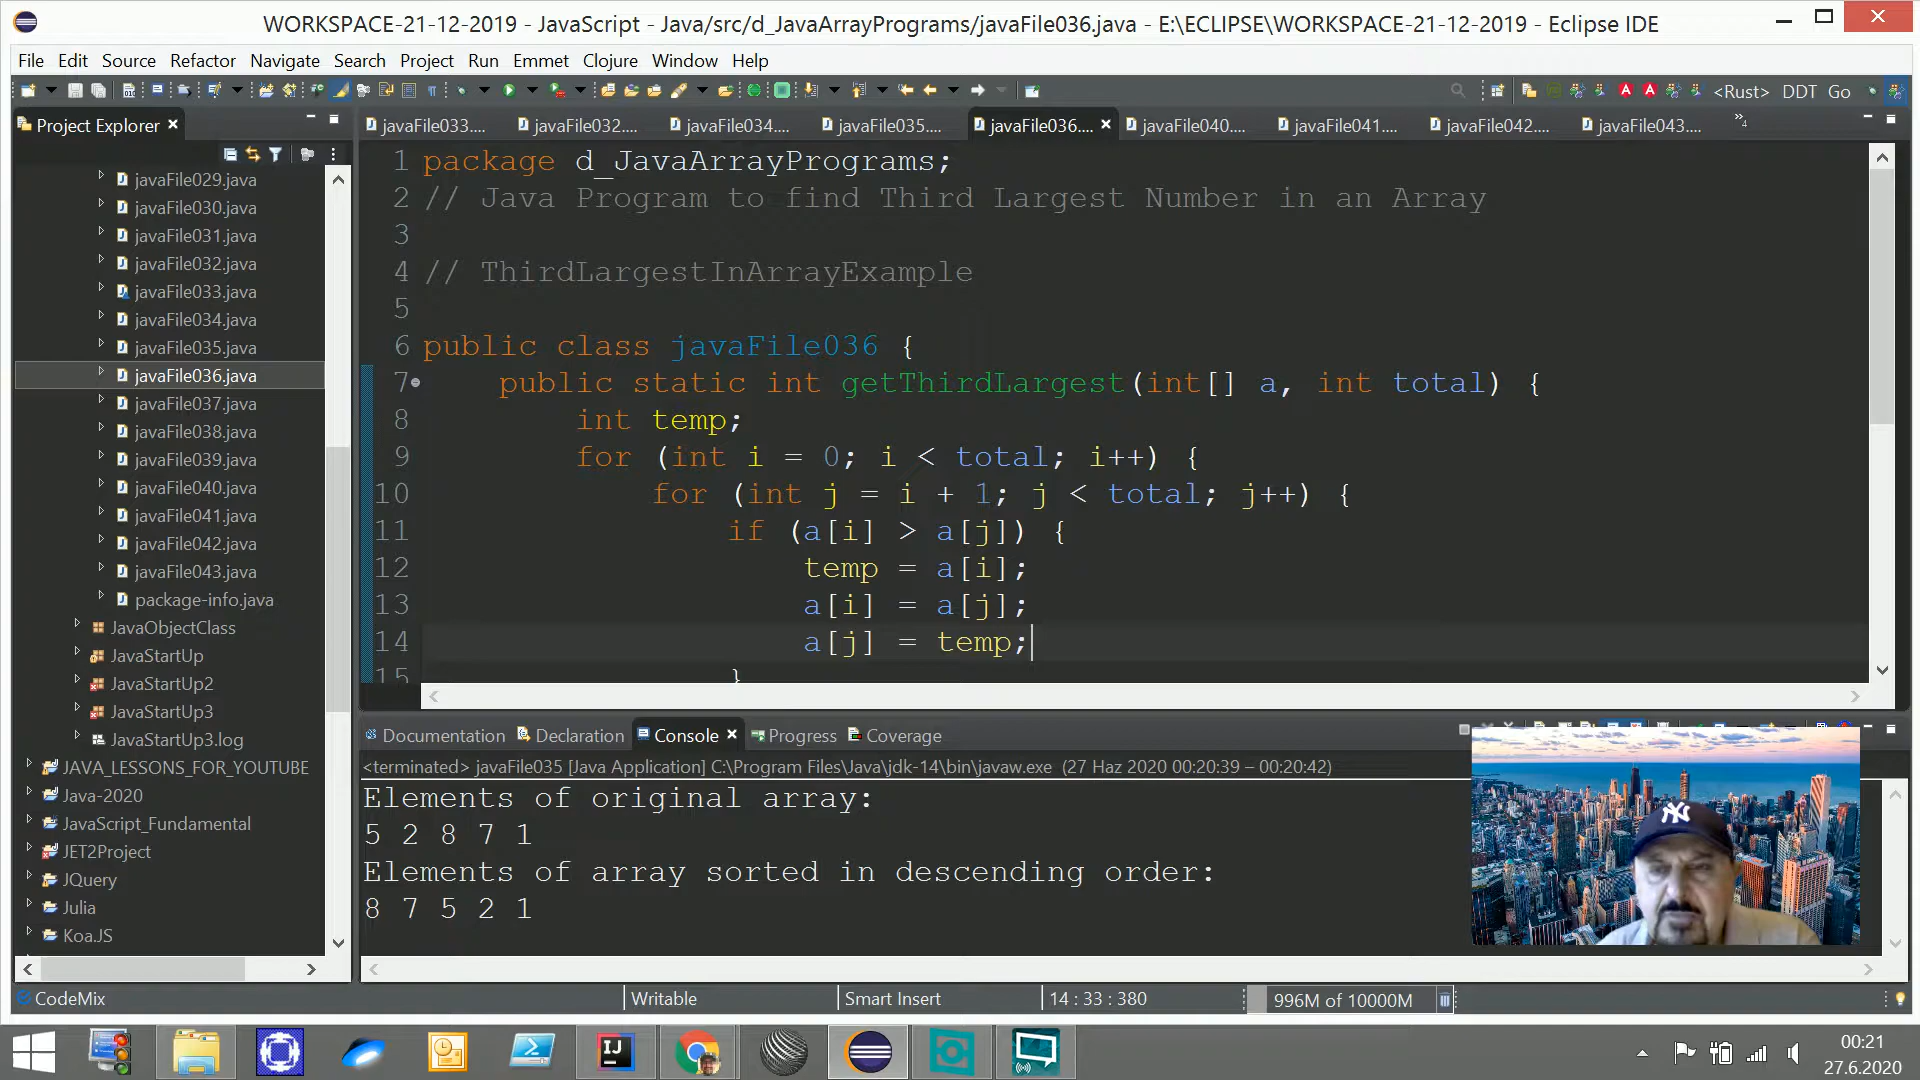 WORKSPACE-21-12-2019 - JavaScript - Java/src/d_JavaArrayPrograms/javaFile036.java - E:\ECLIPSE\WORKSPACE-21-12-2019 - Eclipse IDE
File Edit Source Refactor Navigate Search Project Run Emmet Clojure Window Help
<Rust> DDT Go
Project Explorer
javaFile033.... javaFile032.... javaFile034.... javaFile035.... javaFile036.... javaFile040.... javaFile041.... javaFile042.... javaFile043.... »4
javaFile029.java
javaFile030.java
javaFile031.java
javaFile032.java
javaFile033.java
javaFile034.java
javaFile035.java
javaFile036.java
javaFile037.java
javaFile038.java
javaFile039.java
javaFile040.java
javaFile041.java
javaFile042.java
javaFile043.java
package-info.java
JavaObjectClass
JavaStartUp
JavaStartUp2
JavaStartUp3
JavaStartUp3.log
JAVA_LESSONS_FOR_YOUTUBE
Java-2020
JavaScript_Fundamental
JET2Project
JQuery
Julia
Koa.JS
1 package d_JavaArrayPrograms;
2 // Java Program to find Third Largest Number in an Array
3
4 // ThirdLargestInArrayExample
5
6 public class javaFile036 {
7 public static int getThirdLargest(int[] a, int total) {
8 int temp;
9 for (int i = 0; i < total; i++) {
10 for (int j = i + 1; j < total; j++) {
11 if (a[i] > a[j]) {
12 temp = a[i];
13 a[i] = a[j];
14 a[j] = temp;
15 }
Documentation Declaration Console Progress Coverage
<terminated> javaFile035 [Java Application] C:\Program Files\Java\jdk-14\bin\javaw.exe (27 Haz 2020 00:20:39 – 00:20:42)
Elements of original array:
5 2 8 7 1
Elements of array sorted in descending order:
8 7 5 2 1
NY
CodeMix Writable Smart Insert 14 : 33 : 380 996M of 10000M
IJ
00:21
27.6.2020